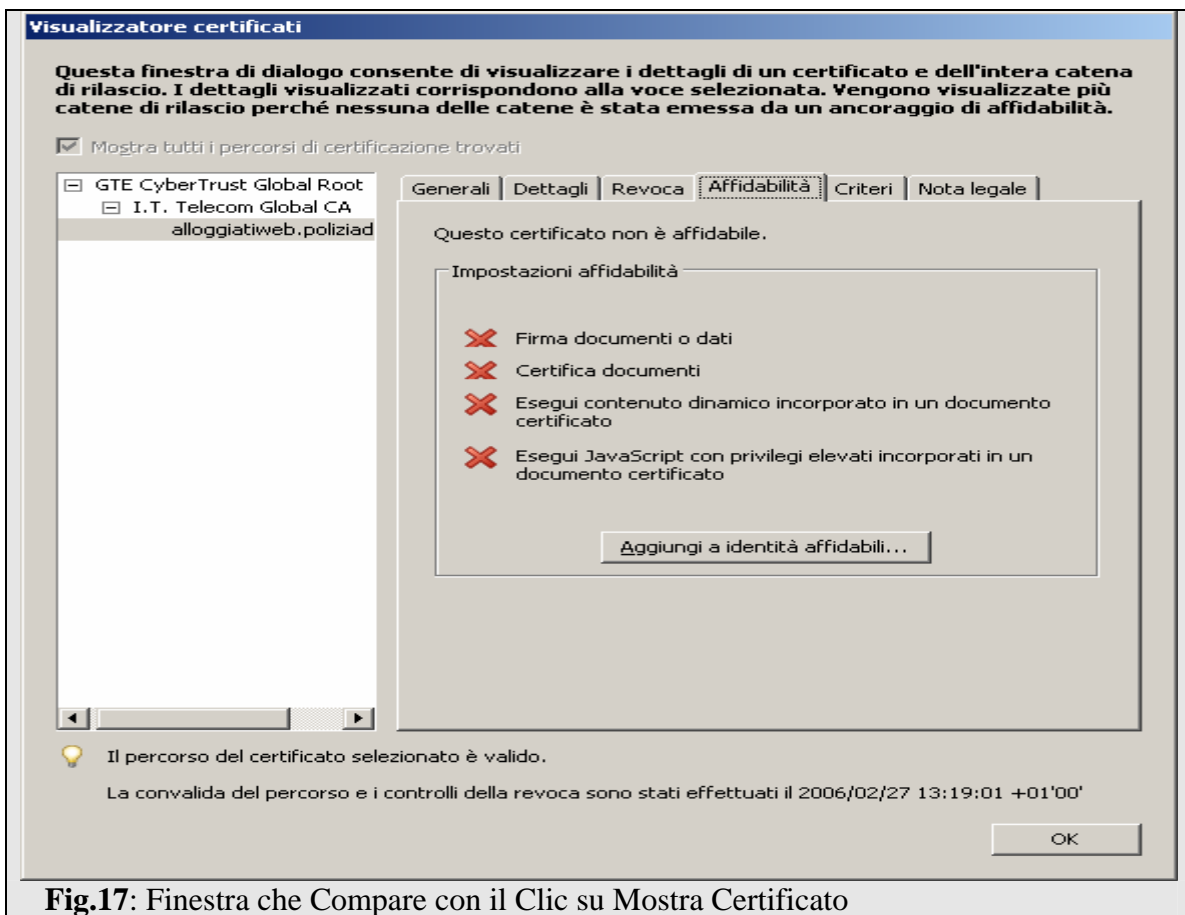 Visualizzatore certificati
Questa finestra di dialogo consente di visualizzare i dettagli di un certificato e dell'intera catena
di rilascio. I dettagli visualizzati corrispondono alla voce selezionata. Vengono visualizzate più
catene di rilascio perché nessuna delle catene è stata emessa da un ancoraggio di affidabilità.
Mostra tutti i percorsi di certificazione trovati
GTE CyberTrust Global Root
I.T. Telecom Global CA
alloggiatiweb.poliziad
Generali Dettagli Revoca Affidabilità Criteri Nota legale
Questo certificato non è affidabile.
Impostazioni affidabilità
Firma documenti o dati
Certifica documenti
Esegui contenuto dinamico incorporato in un documento
certificato
Esegui JavaScript con privilegi elevati incorporati in un
documento certificato
Aggiungi a identità affidabili...
Il percorso del certificato selezionato è valido.
La convalida del percorso e i controlli della revoca sono stati effettuati il 2006/02/27 13:19:01 +01'00'
OK
Fig.17: Finestra che Compare con il Clic su Mostra Certificato